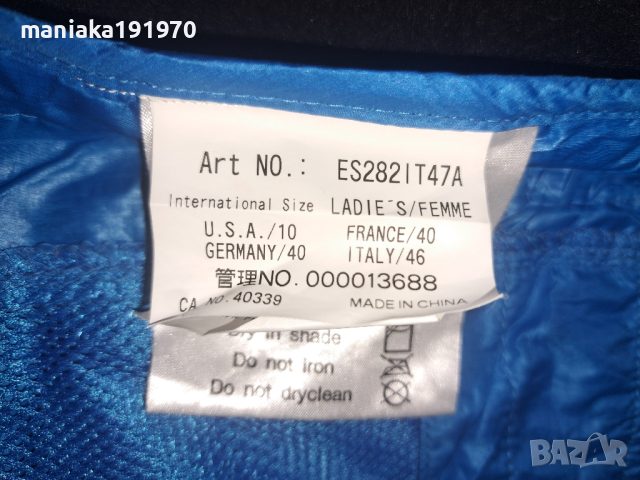 maniaka191970
Art NO.: ES282IT47A
International Size LADIE´S/FEMME
U.S.A./10 FRANCE/40
GERMANY/40 ITALY/46
管理NO. 000013688
CA NO. 40339 MADE IN CHINA
Dry in shade
Do not iron
Do not dryclean
BAZAR